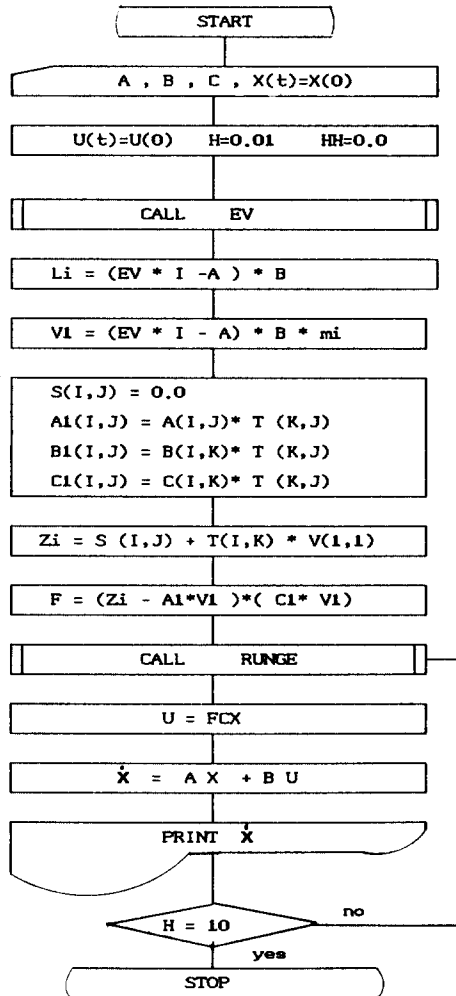 START
A , B , C , X(t)=X(0)
U(t)=U(0) H=0.01 HH=0.0
CALL EV
Li = (EV * I -A ) * B
V1 = (EV * I - A) * B * mi
S(I,J) = 0.0
A1(I,J) = A(I,J)* T (K,J)
B1(I,J) = B(I,K)* T (K,J)
C1(I,J) = C(I,K)* T (K,J)
Zi = S (I,J) + T(I,K) * V(1,1)
F = (Zi - A1*V1 )*( C1* V1)
CALL RUNGE
U = FCX
Ẋ = A X + B U
PRINT Ẋ
H = 10
no
yes
STOP